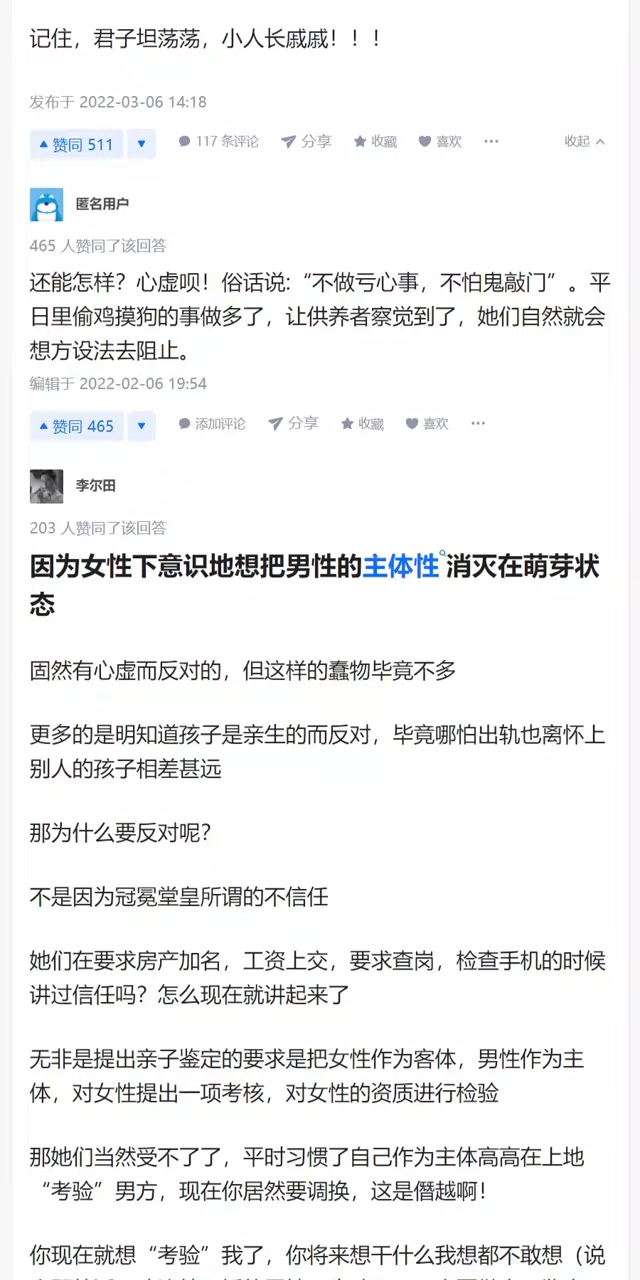 记住，君子坦荡荡，小人长戚戚！！！
发布于 2022-03-06 14:18
赞同 511 117 条评论 分享 收藏 喜欢 ··· 收起
匿名用户
465 人赞同了该回答
还能怎样？心虚呗！俗话说：“不做亏心事，不怕鬼敲门”。平
日里偷鸡摸狗的事做多了，让供养者察觉到了，她们自然就会
想方设法去阻止。
编辑于 2022-02-06 19:54
赞同 465 添加评论 分享 收藏 喜欢 ···
李尔田
203 人赞同了该回答
因为女性下意识地想把男性的主体性消灭在萌芽状
态
固然有心虚而反对的，但这样的蠢物毕竟不多
更多的是明知道孩子是亲生的而反对，毕竟哪怕出轨也离怀上
别人的孩子相差甚远
那为什么要反对呢？
不是因为冠冕堂皇所谓的不信任
她们在要求房产加名，工资上交，要求查岗，检查手机的时候
讲过信任吗？怎么现在就讲起来了
无非是提出亲子鉴定的要求是把女性作为客体，男性作为主
体，对女性提出一项考核，对女性的资质进行检验
那她们当然受不了了，平时习惯了自己作为主体高高在上地
“考验”男方，现在你居然要调换，这是僭越啊！
你现在就想“考验”我了，你将来想干什么我想都不敢想（说